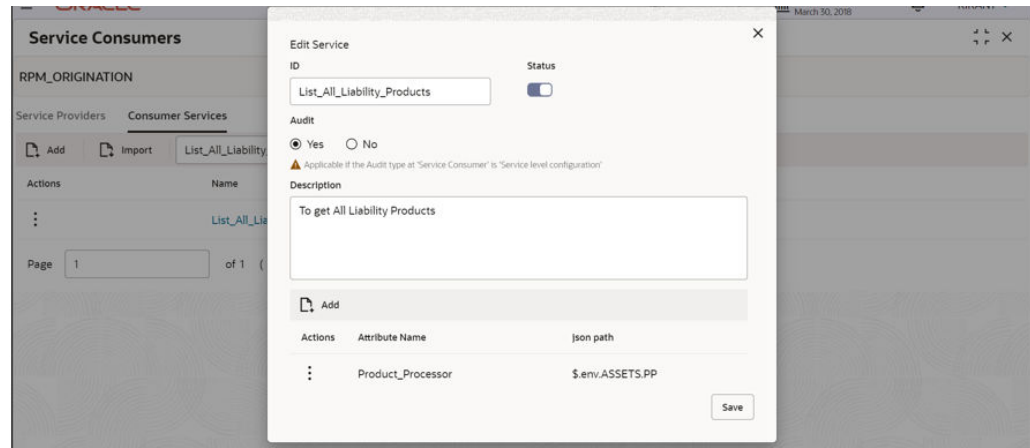 ORACLE
March 30, 2018
Service Consumers
RPM_ORIGINATION
Service Providers Consumer Services
Add Import List_All_Liability
Actions Name
List_All_Lia
Page 1 of 1 (
Edit Service
ID Status
List_All_Liability_Products
Audit
Yes No
Applicable if the Audit type at 'Service Consumer' is 'Service level configuration'
Description
To get All Liability Products
Add
Actions Attribute Name Json path
Product_Processor $.env.ASSETS.PP
Save